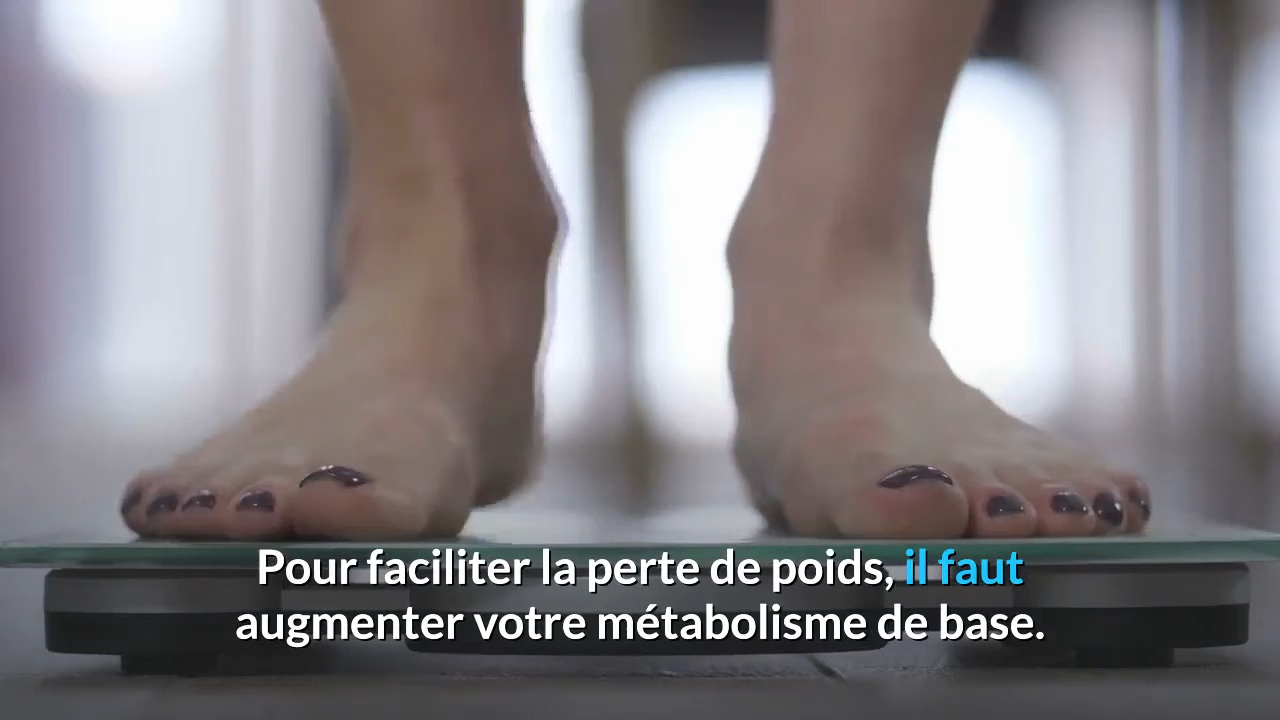 Pour faciliter la perte de poids, il faut
augmenter votre métabolisme de base.